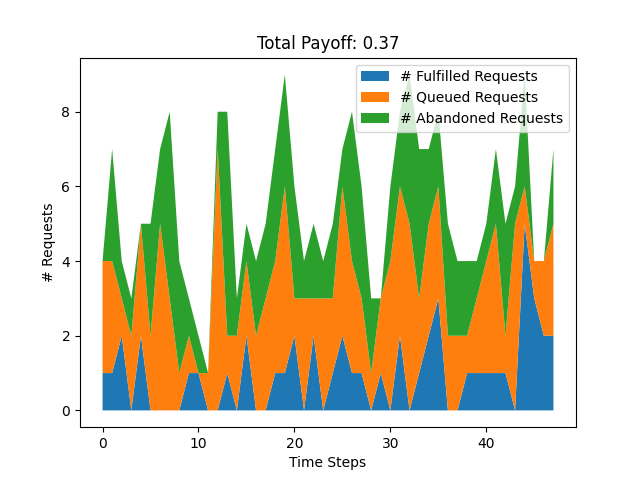 Total Payoff: 0.37
# Fulfilled Requests
# Queued Requests
# Abandoned Requests
# Requests
8
6
4
2
0
0 10 20 30 40
Time Steps